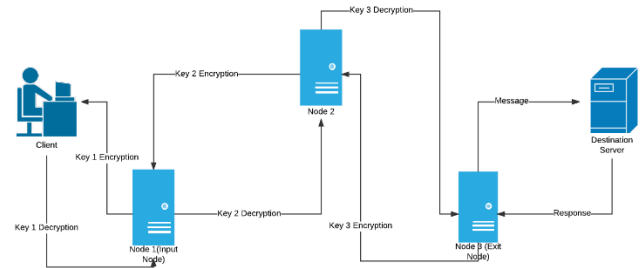 Key 3 Decryption
Key 2 Encryption
Message
Node 2
Client
Destination
Server
Key 1 Encryption
Key 2 Decryption
Key 3 Encryption
Response
Key 1 Decryption
Node 1(Input
Node)
Node 3 (Exit
Node)